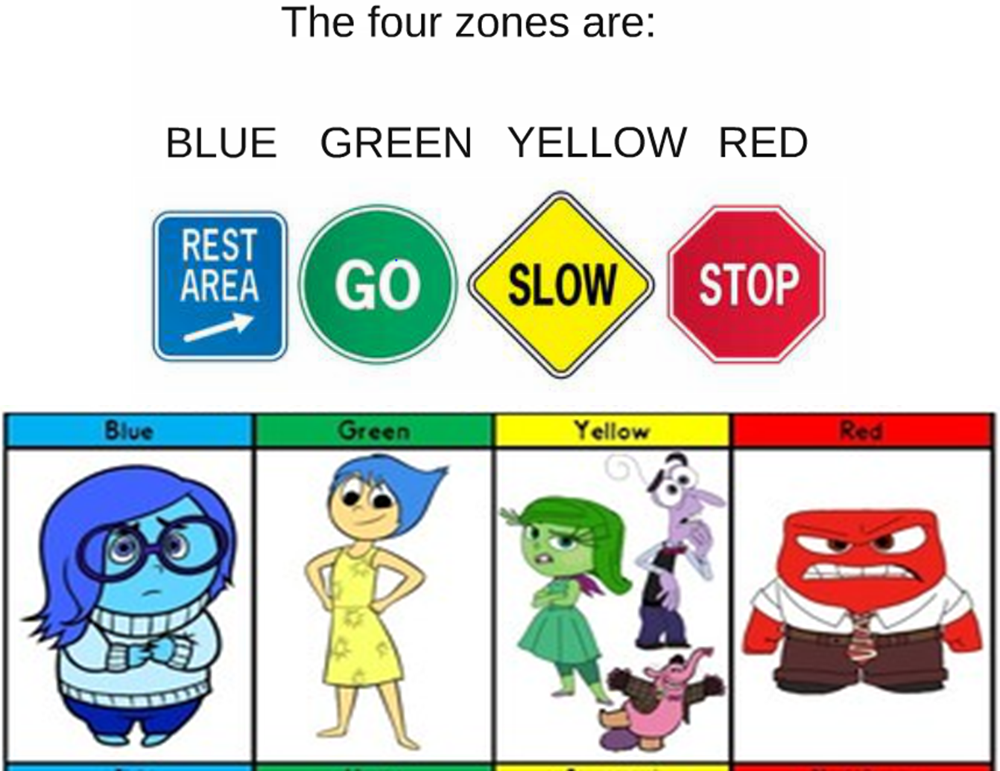 The four zones are:
BLUE GREEN YELLOW RED
REST
AREA
GO
SLOW
STOP
Blue Green Yellow Red